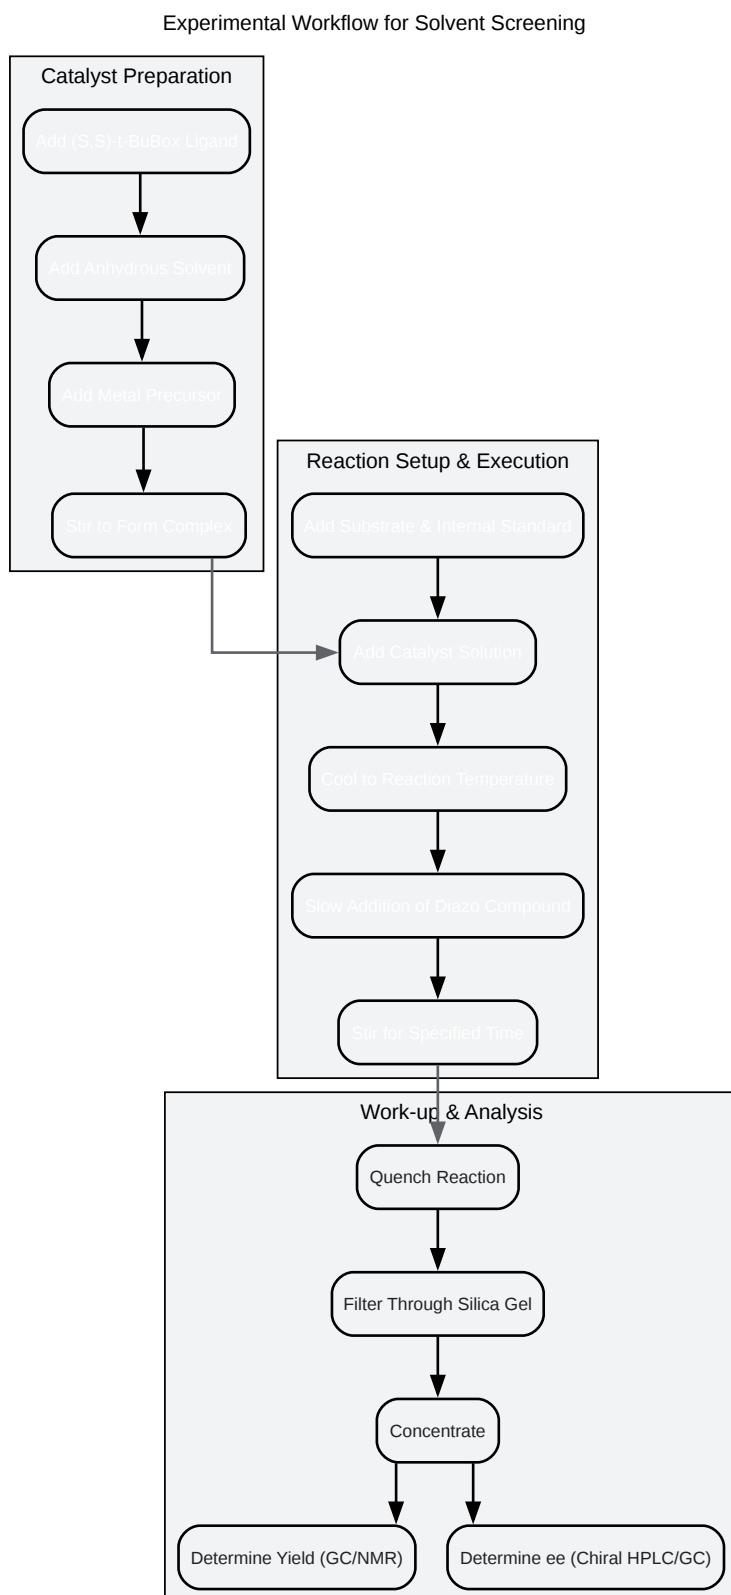 Experimental Workflow for Solvent Screening
Catalyst Preparation
Add (S,S)-t-BuBox Ligand
Add Anhydrous Solvent
Add Metal Precursor
Stir to Form Complex
Reaction Setup & Execution
Add Substrate & Internal Standard
Add Catalyst Solution
Cool to Reaction Temperature
Slow Addition of Diazo Compound
Stir for Specified Time
Work-up & Analysis
Quench Reaction
Filter Through Silica Gel
Concentrate
Determine Yield (GC/NMR)
Determine ee (Chiral HPLC/GC)